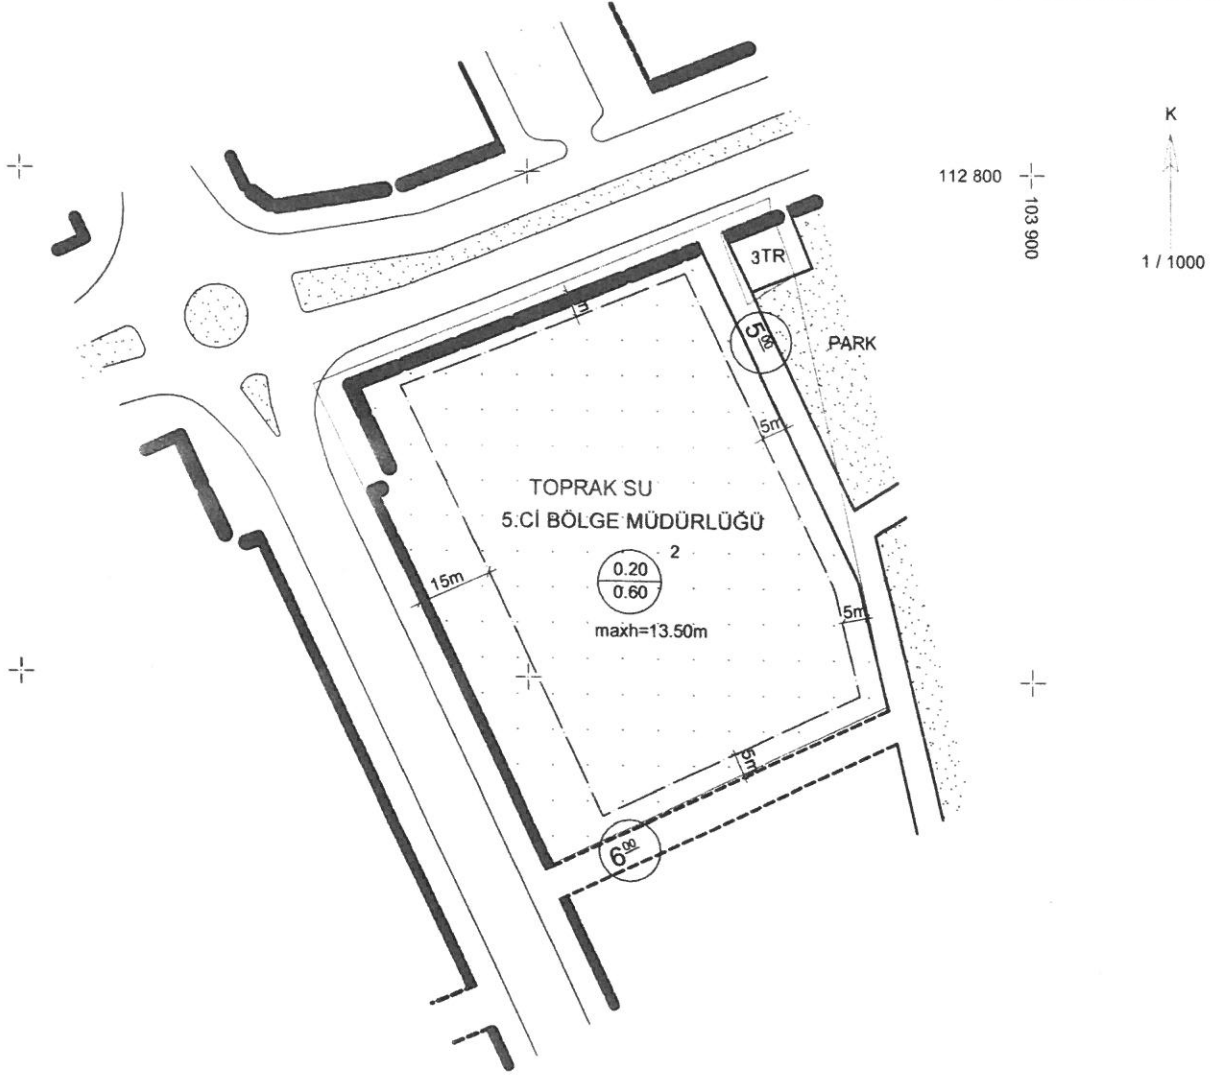 K
112 800
103 900
1 / 1000
3TR
m
5.00
PARK
5m
TOPRAK SU
5.Cİ BÖLGE MÜDÜRLÜĞÜ
2
0.20
0.60
15m
maxh=13.50m
5m
5m
6.00